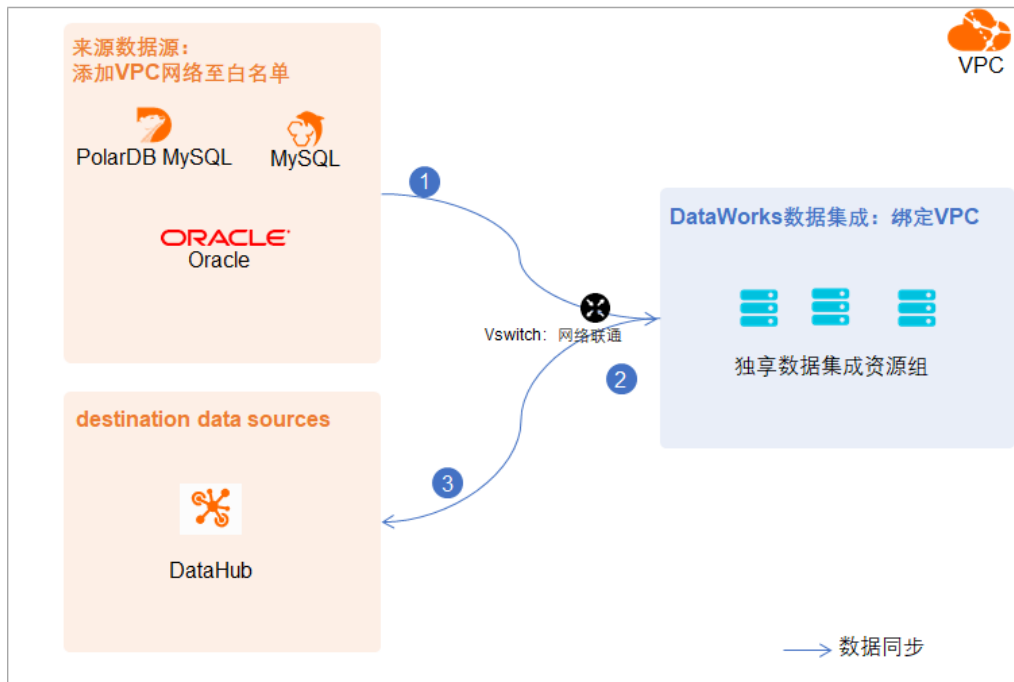 来源数据源：
添加VPC网络至白名单
PolarDB MySQL
MySQL
ORACLE
Oracle
VPC
1
DataWorks数据集成：绑定VPC
独享数据集成资源组
Vswitch：网络联通
2
destination data sources
3
DataHub
数据同步